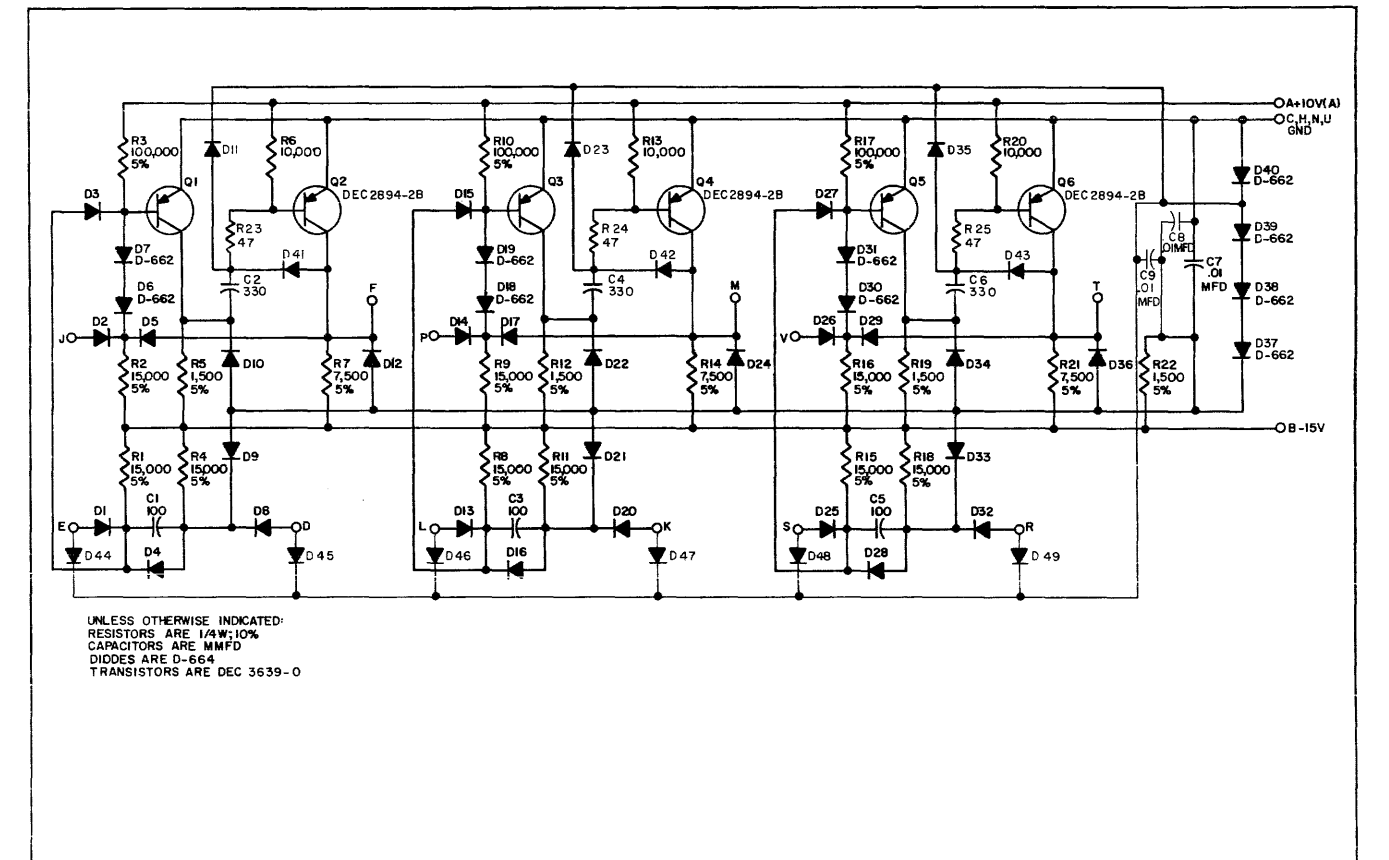 A+10V(A)
C,H,N,U
GND
R3
100,000
5%
D11
R6
10,000
R10
100,000
5%
D23
R13
10,000
R17
100,000
5%
D35
R20
10,000
D40
D-662
D3
Q1
Q2
DEC2894-2B
D15
Q3
Q4
DEC2894-2B
D27
Q5
Q6
DEC2894-2B
R23
47
R24
47
R25
47
D39
D-662
C8
.01MFD
D7
D-662
D41
D19
D-662
D42
D31
D-662
D43
C9
.01
MFD
C7
.01
MFD
C2
330
C4
330
C6
330
D6
D-662
F
D18
D-662
M
D30
D-662
T
D38
D-662
J
D2
D5
P
D14
D17
V
D26
D29
D37
D-662
R2
15,000
5%
R5
1,500
5%
D10
R7
7,500
5%
D12
R9
15,000
5%
R12
1,500
5%
D22
R14
7,500
5%
D24
R16
15,000
5%
R19
1,500
5%
D34
R21
7,500
5%
D36
R22
1,500
5%
B-15V
R1
15,000
5%
R4
15,000
5%
D9
R8
15,000
5%
R11
15,000
5%
D21
R15
15,000
5%
R18
15,000
5%
D33
E
D1
C1
100
D8
D
L
D13
C3
100
D20
K
S
D25
C5
100
D32
R
D44
D4
D45
D46
D16
D47
D48
D28
D49
UNLESS OTHERWISE INDICATED:
RESISTORS ARE 1/4W; 10%
CAPACITORS ARE MMFD
DIODES ARE D-664
TRANSISTORS ARE DEC 3639-0